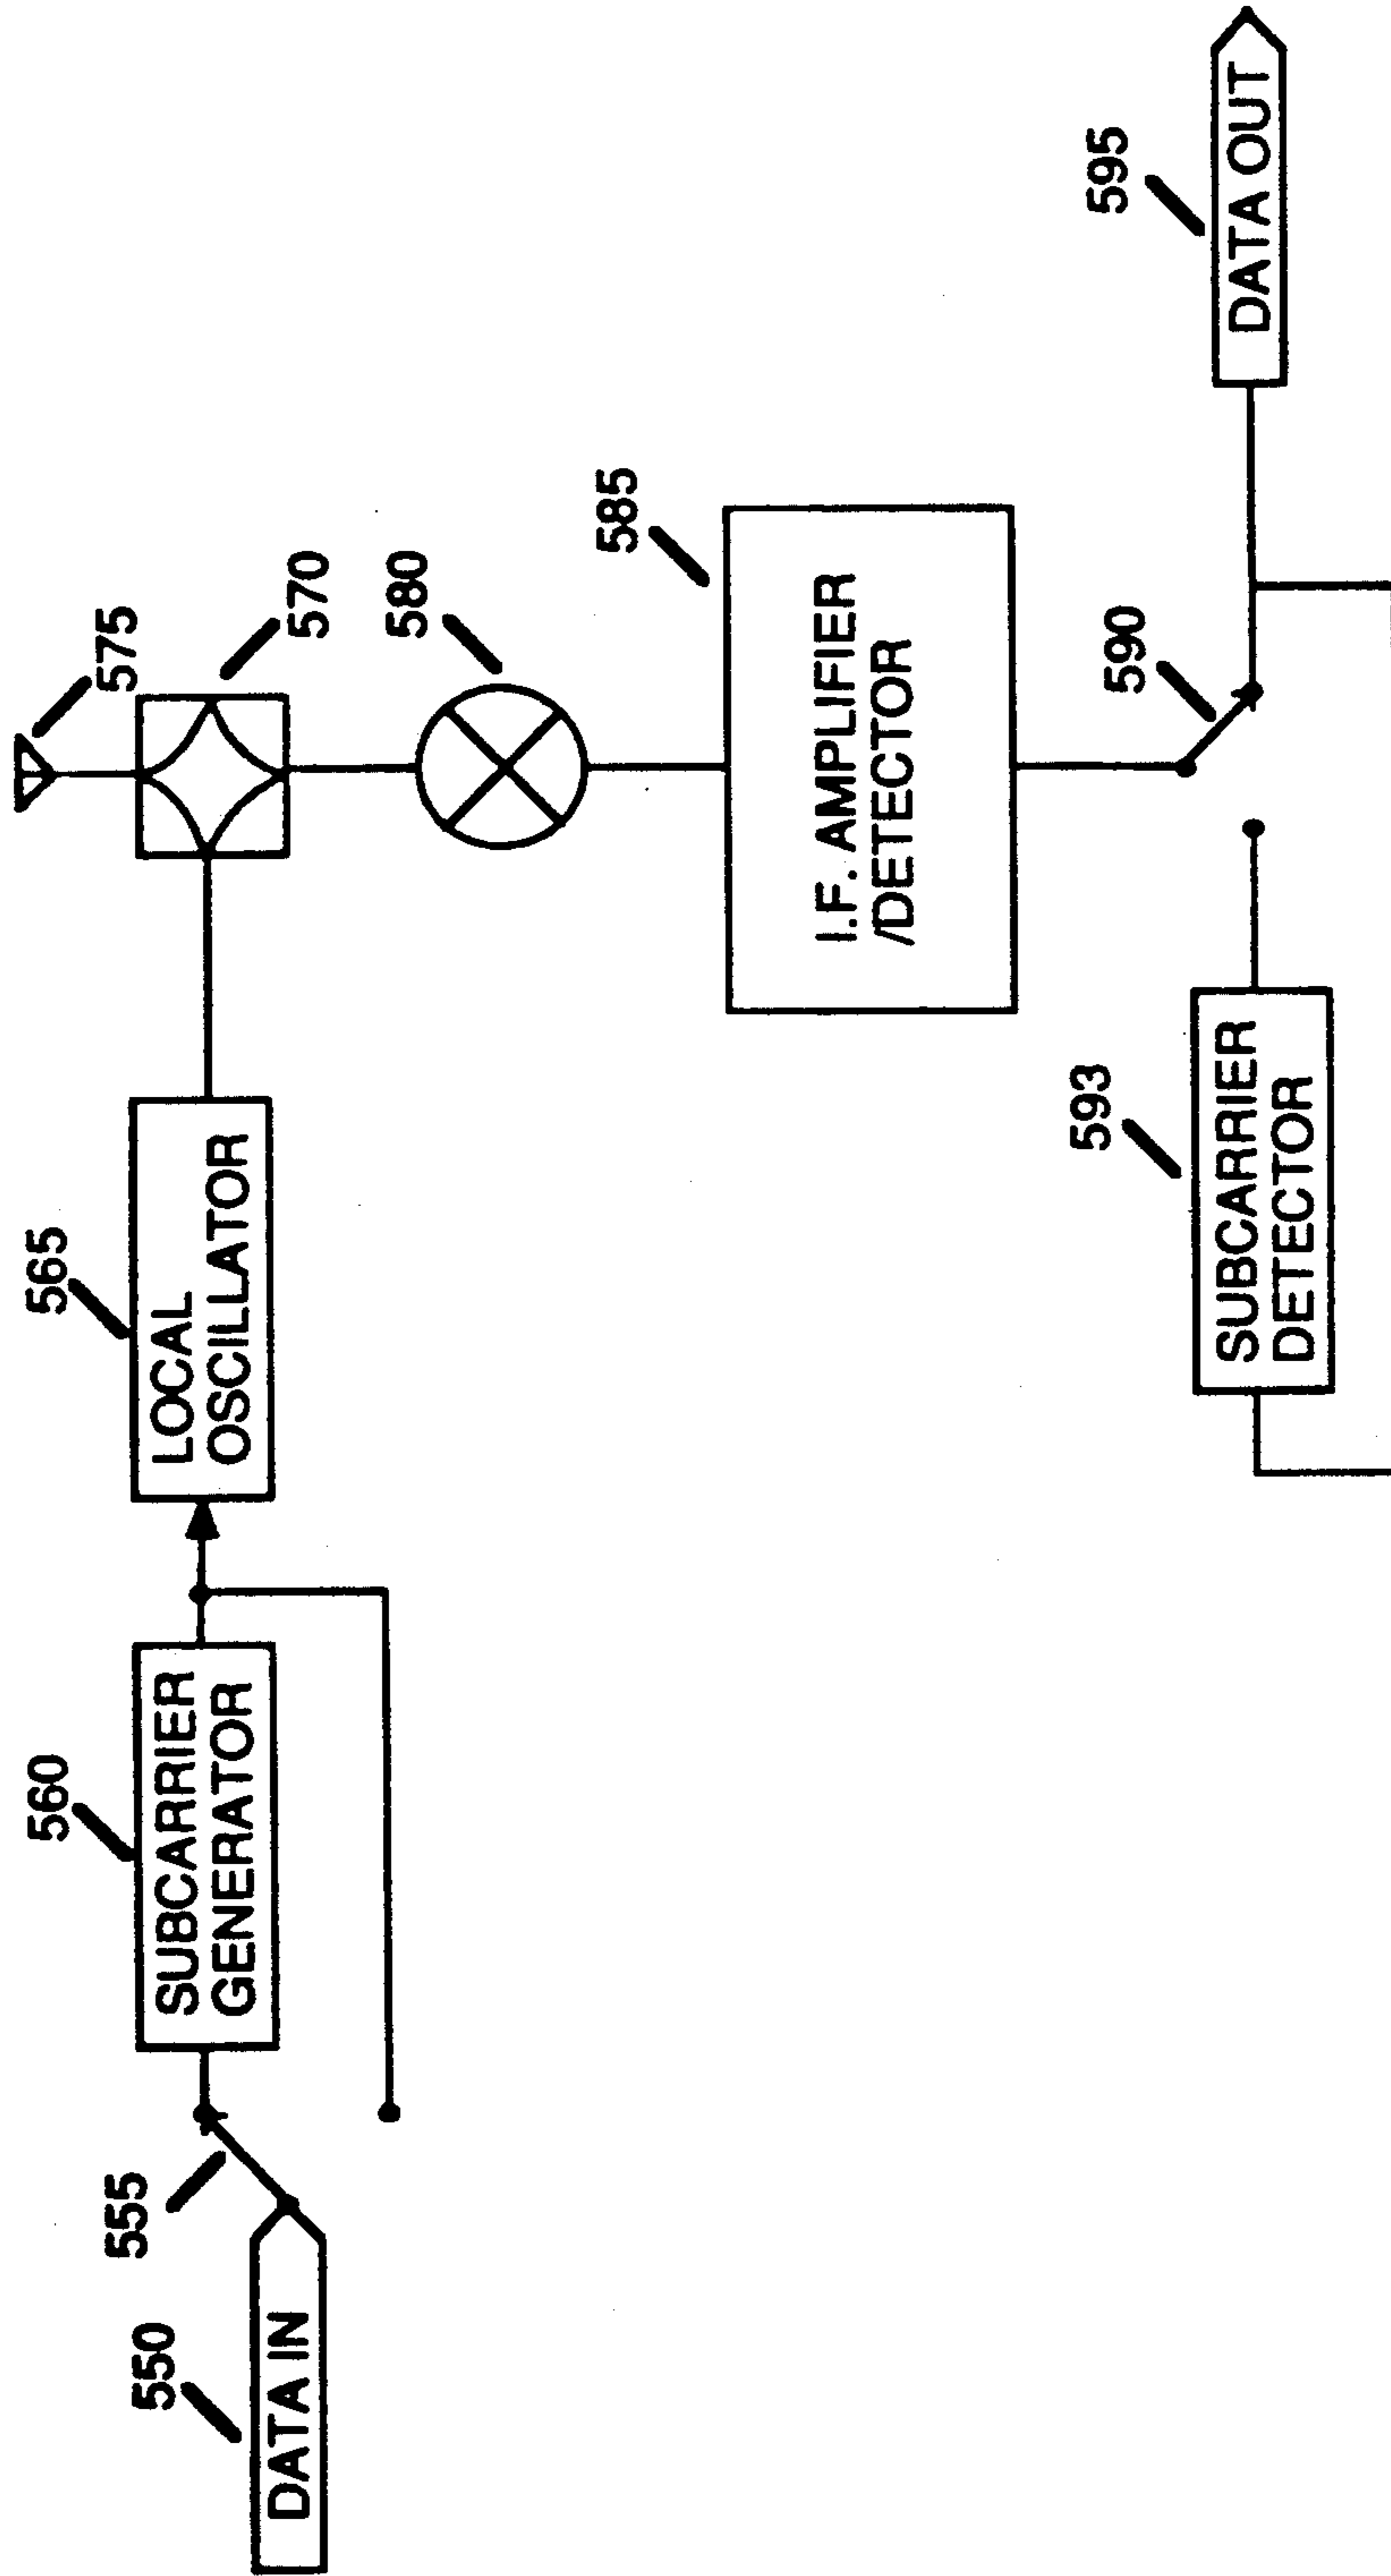 575
570
565
LOCAL
OSCILLATOR
560
SUBCARRIER
GENERATOR
555
550
DATA IN
580
585
I.F. AMPLIFIER
/DETECTOR
590
593
SUBCARRIER
DETECTOR
595
DATA OUT